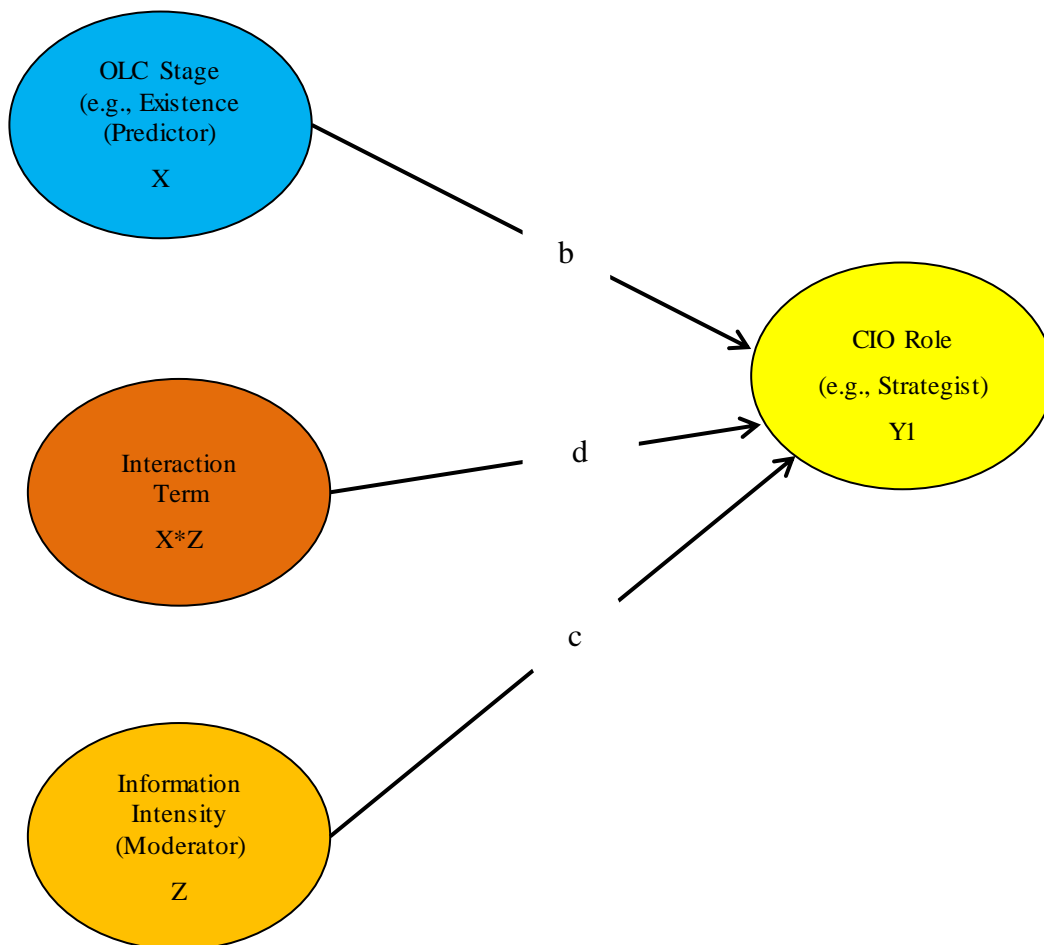 OLC Stage
(e.g., Existence
(Predictor)
X
b
CIO Role
(e.g., Strategist)
Y1
Interaction
Term
X*Z
d
c
Information
Intensity
(Moderator)
Z